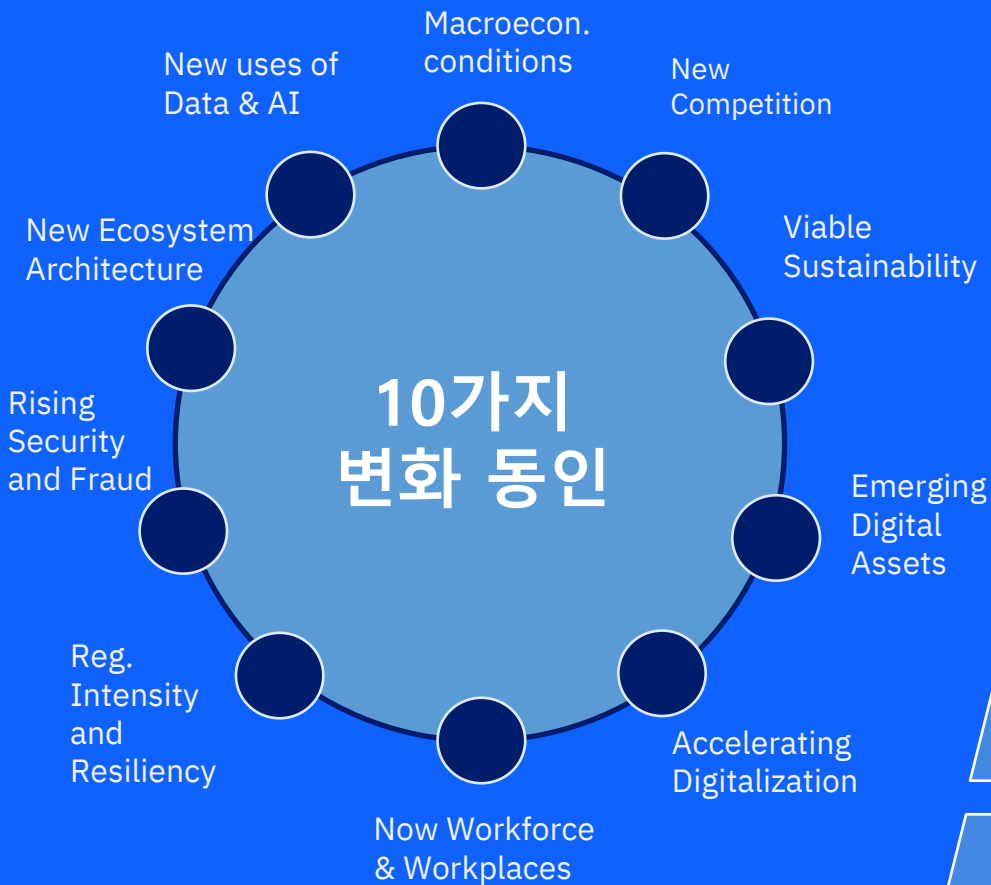 Macroecon.
conditions
New uses of
Data & AI
New
Competition
New Ecosystem
Architecture
Viable
Sustainability
10가지
변화 동인
Rising
Security
and Fraud
Emerging
Digital
Assets
Reg.
Intensity
and
Resiliency
Accelerating
Digitalization
Now Workforce
& Workplaces